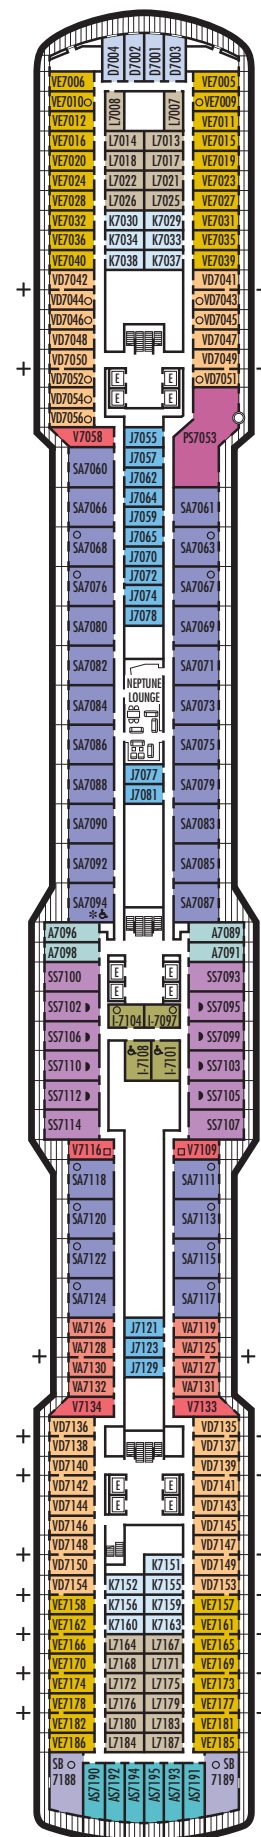 D7004 D7002 D7001 D7003
VE7006 VE7005
VE7010 L7008 L7007 VE7009
VE7012 VE7011
VE7016 L7014 L7013 VE7015
VE7020 L7018 L7017 VE7019
VE7024 L7022 L7021 VE7023
VE7028 L7026 L7025 VE7027
VE7032 K7030 K7029 VE7031
VE7036 K7034 K7033 VE7035
VE7040 K7038 K7037 VE7039
VD7042 VD7041
VD7044 VD7043
VD7046 VD7045
VD7048 VD7047
VD7050 VD7049
VD7052 E E VD7051
VD7054 E E
VD7056
V7058 J7055 PS7053
J7057
SA7060 J7062
J7064
SA7066 J7059 SA7061
J7065
SA7068 J7070 SA7063
J7072
SA7076 J7074 SA7067
J7078
SA7080 SA7069
SA7082 SA7071
NEPTUNE
LOUNGE
SA7084 SA7073
SA7086 SA7075
J7077
SA7088 J7081 SA7079
SA7090 SA7083
SA7092 SA7085
SA7094 SA7087
A7096 A7089
A7098 A7091
SS7100 E E SS7093
E E
SS7102 SS7095
I-7104 I-7097
SS7106 SS7099
SS7110 I-7108 I-7101 SS7103
SS7112 SS7105
SS7114 SS7107
V7116 V7109
SA7118 SA7111
SA7120 SA7113
SA7122 SA7115
SA7124 SA7117
VA7126 J7121 VA7119
VA7128 J7123 VA7125
VA7130 J7129 VA7127
VA7132 VA7131
V7134 V7133
VD7136 VD7135
VD7138 VD7137
VD7140 VD7139
VD7142 E E VD7141
VD7144 E E VD7143
VD7146 VD7145
VD7148 VD7147
VD7150 K7151 VD7149
VD7154 K7152 K7155 VD7153
VE7158 K7156 K7159 VE7157
VE7162 K7160 K7163 VE7161
VE7166 L7164 L7167 VE7165
VE7170 L7168 L7171 VE7169
VE7174 L7172 L7175 VE7173
VE7178 L7176 L7179 VE7177
VE7182 L7180 L7183 VE7181
VE7186 L7184 L7187 VE7185
SB SB
7188 AS7190 AS7192 AS7194 AS7195 AS7193 AS7191 7189